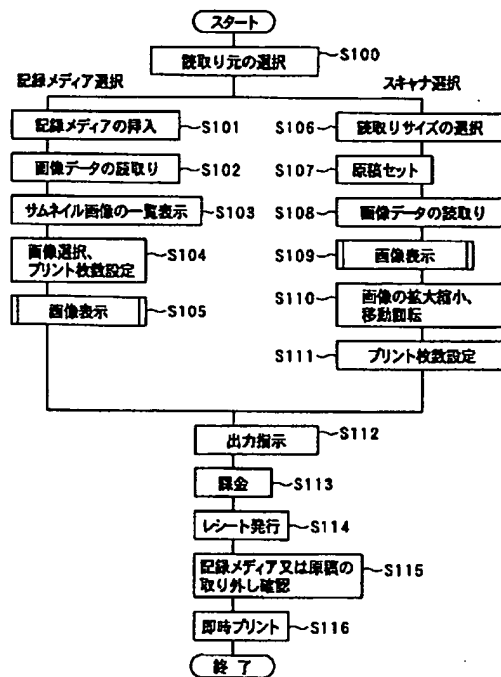 スタート
読取り元の選択
S100
記録メディア選択
スキャナ選択
記録メディアの挿入
S101
画像データの読取り
S102
サムネイル画像の一覧表示
S103
画像選択、
プリント枚数設定
S104
画像表示
S105
S106
読取りサイズの選択
S107
原稿セット
S108
画像データの読取り
S109
画像表示
S110
画像の拡大縮小、
移動回転
S111
プリント枚数設定
出力指示
S112
課金
S113
レシート発行
S114
記録メディア又は原稿の
取り外し確認
S115
即時プリント
S116
終了